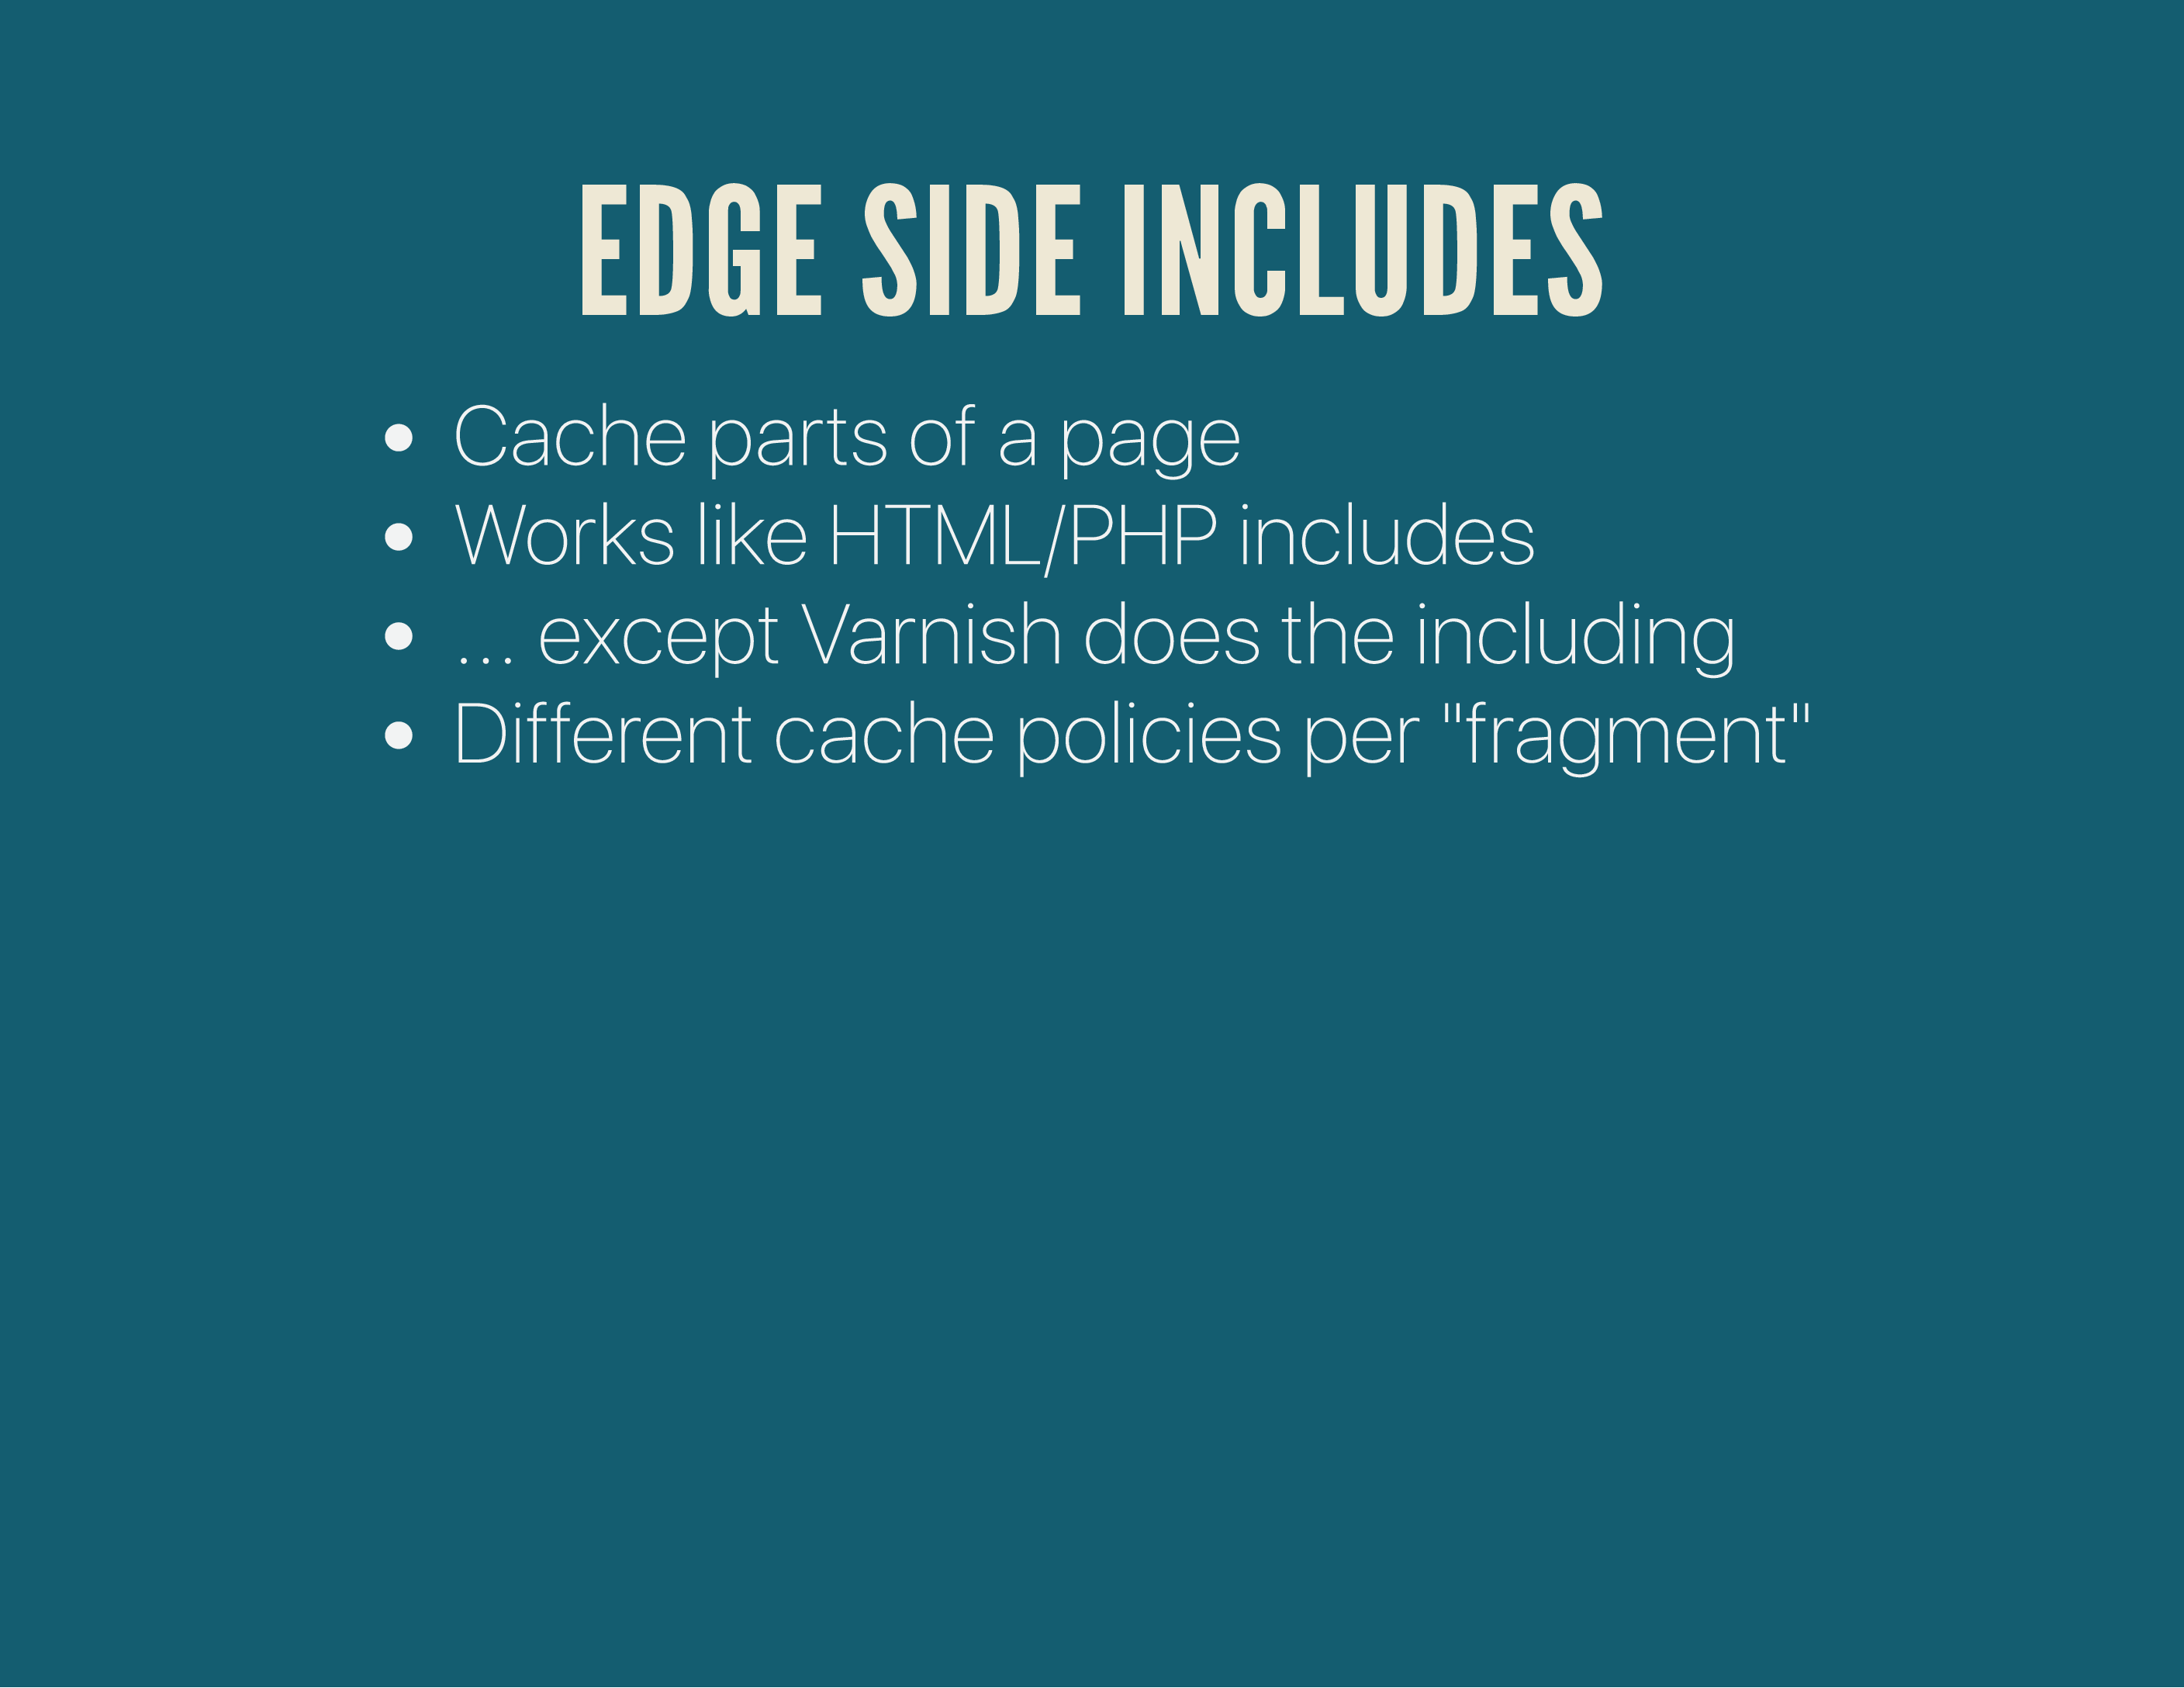 EDGE SIDE INCLUDES
• Cache parts of a page
• Works like HTML/PHP includes
• ... except Varnish does the including
• Different cache policies per "fragment"